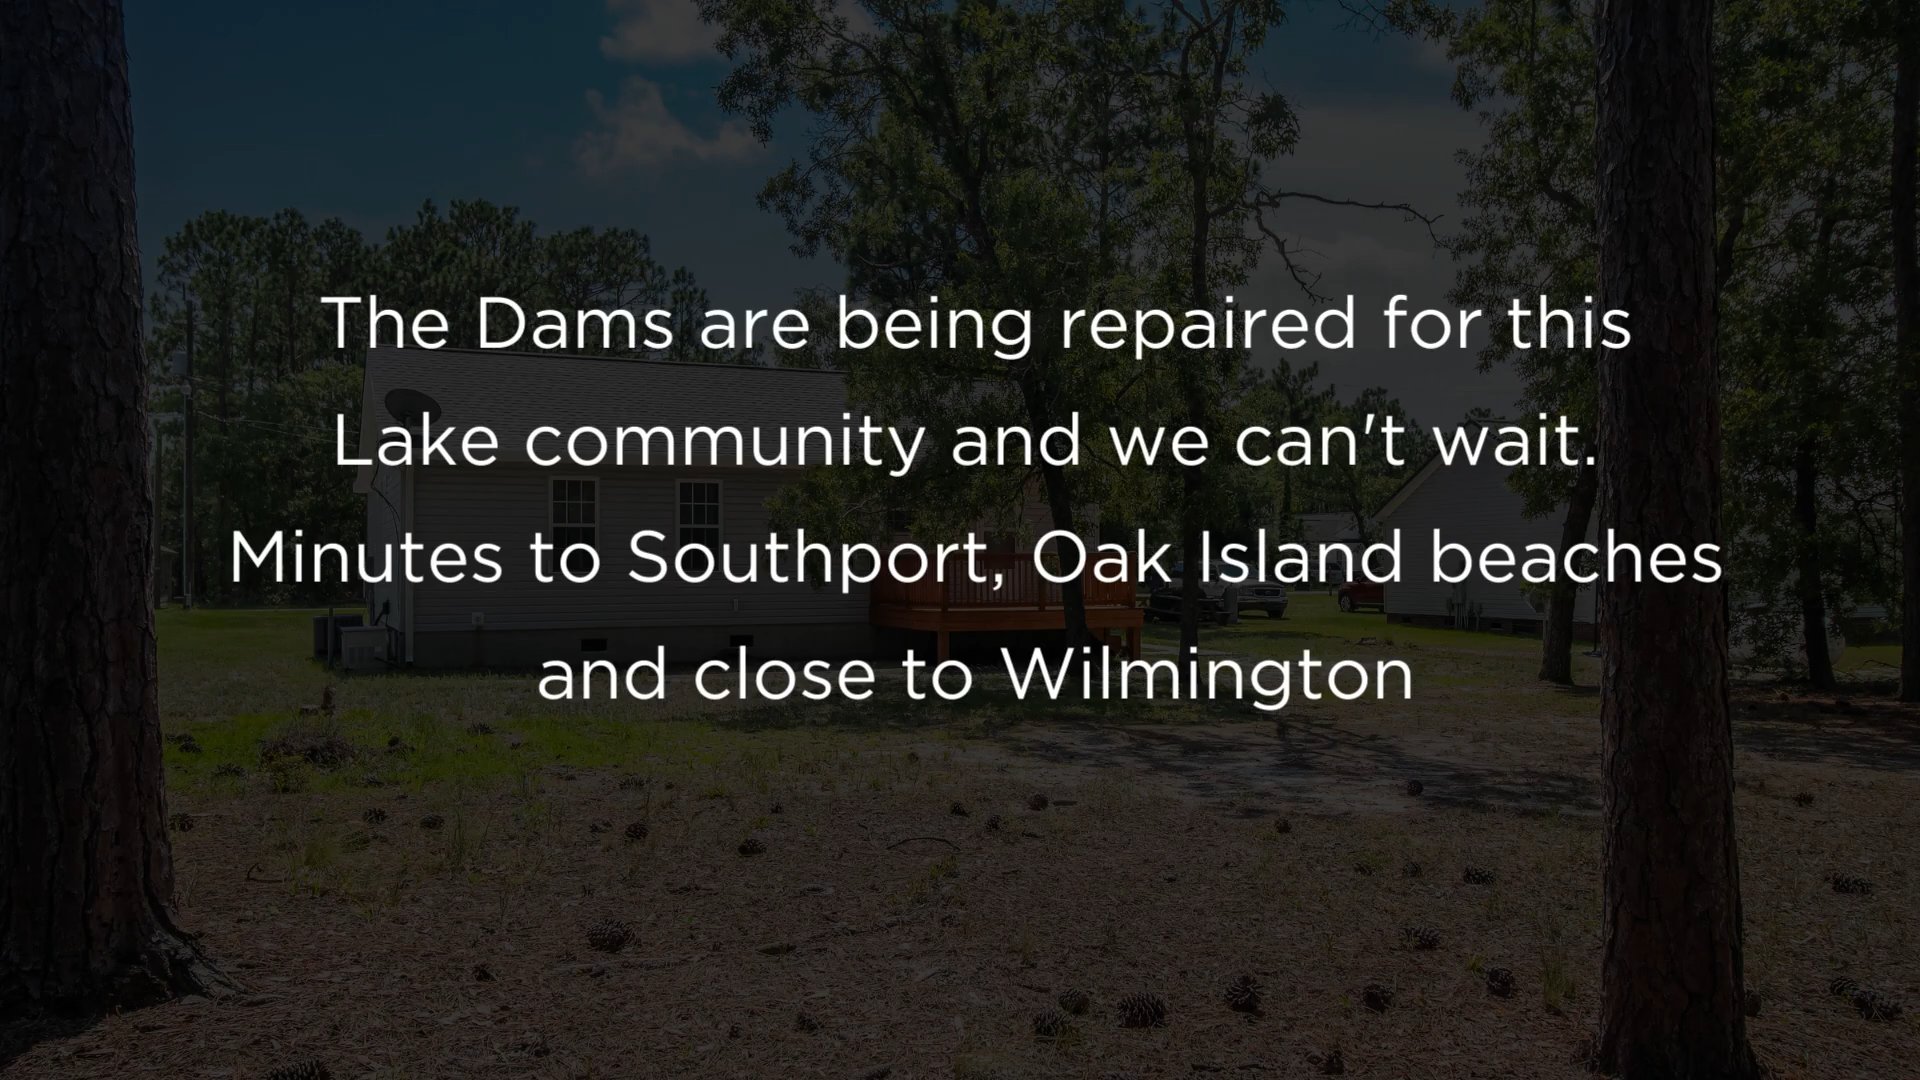 The Dams are being repaired for this
Lake community and we can't wait.
Minutes to Southport, Oak Island beaches
and close to Wilmington